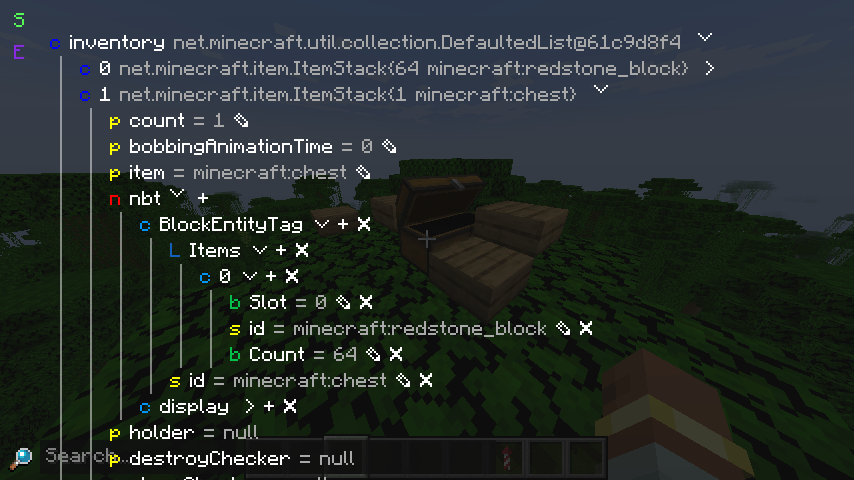 S
E
c inventory net.minecraft.util.collection.DefaultedList@61c9d8f4
c 0 net.minecraft.item.ItemStack{64 minecraft:redstone_block}
c 1 net.minecraft.item.ItemStack{1 minecraft:chest}
p count = 1
p bobbingAnimationTime = 0
p item = minecraft:chest
n nbt +
c BlockEntityTag +
L Items +
c 0 +
b Slot = 0
s id = minecraft:redstone_block
b Count = 64
s id = minecraft:chest
c display +
p holder = null
Search...
p destroyChecker = null